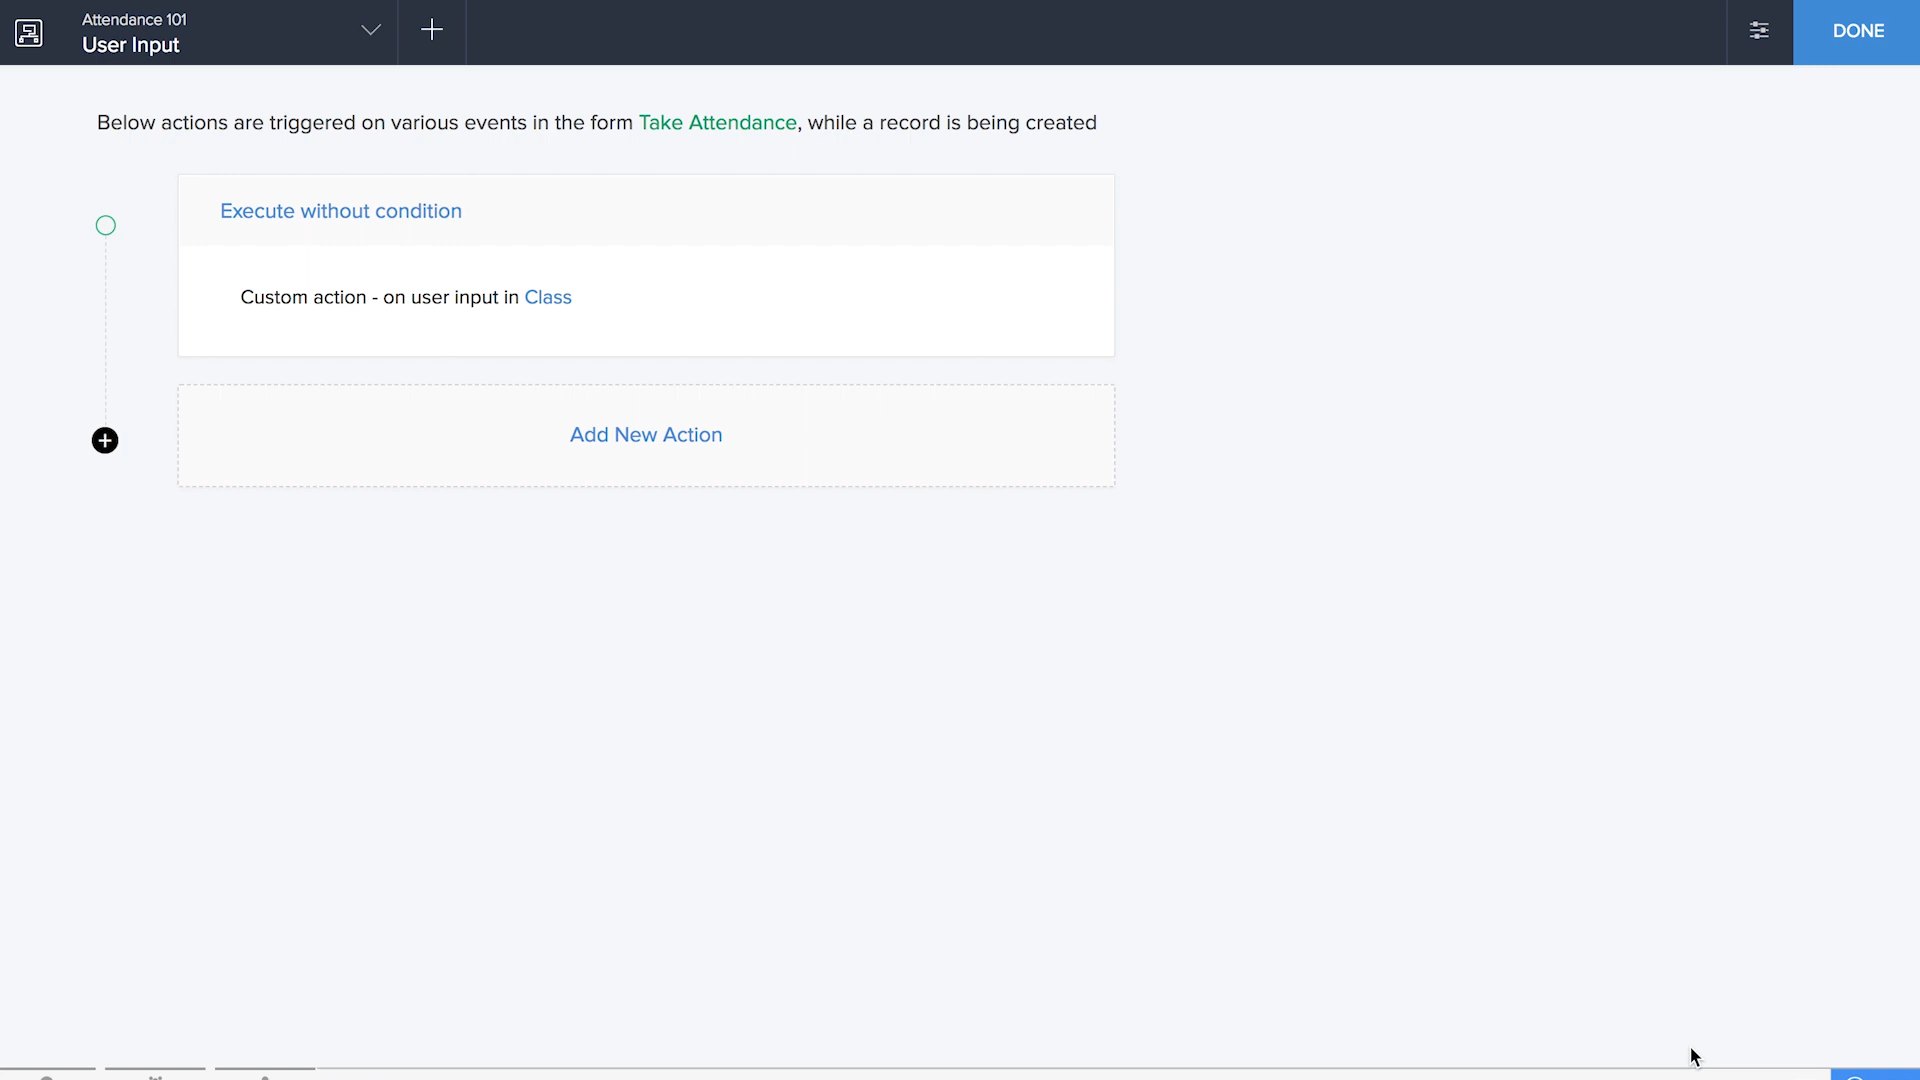 Attendance 101
User Input
DONE
Below actions are triggered on various events in the form Take Attendance, while a record is being created
Execute without condition
Custom action - on user input in Class
Add New Action